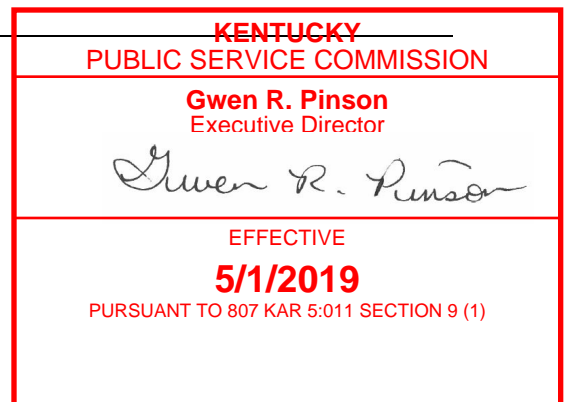 KENTUCKY
PUBLIC SERVICE COMMISSION
Gwen R. Pinson
Executive Director
Gwen R. Punson
EFFECTIVE
5/1/2019
PURSUANT TO 807 KAR 5:011 SECTION 9 (1)